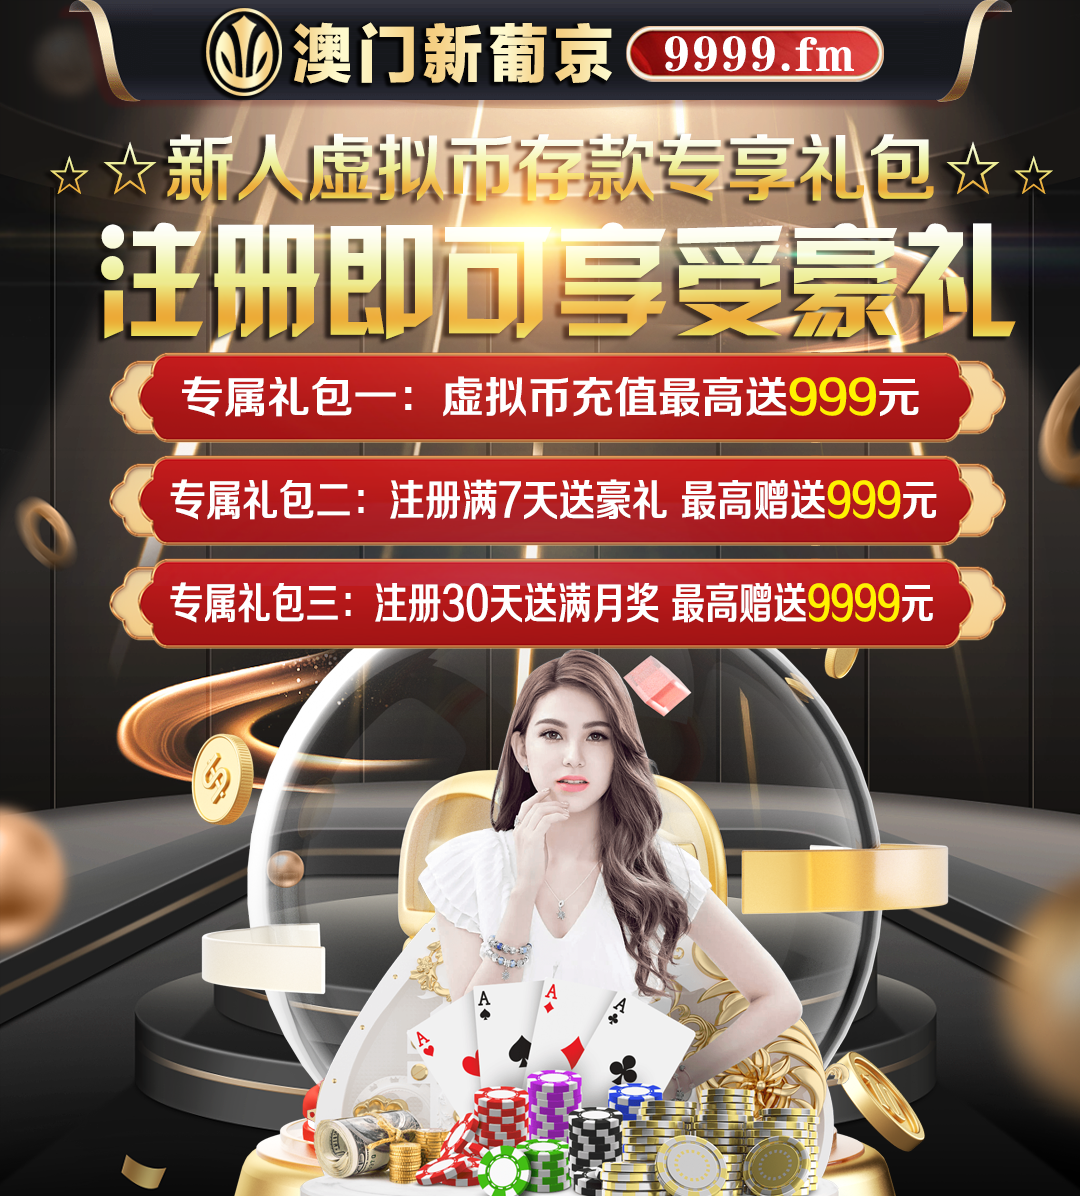 澳门新葡京 9999.fm
新人虚拟币存款专享礼包
注册即可享受豪礼
专属礼包一：虚拟币充值最高送999元
专属礼包二：注册满7天送豪礼 最高赠送999元
专属礼包三：注册30天送满月奖 最高赠送9999元
A
A
A
A